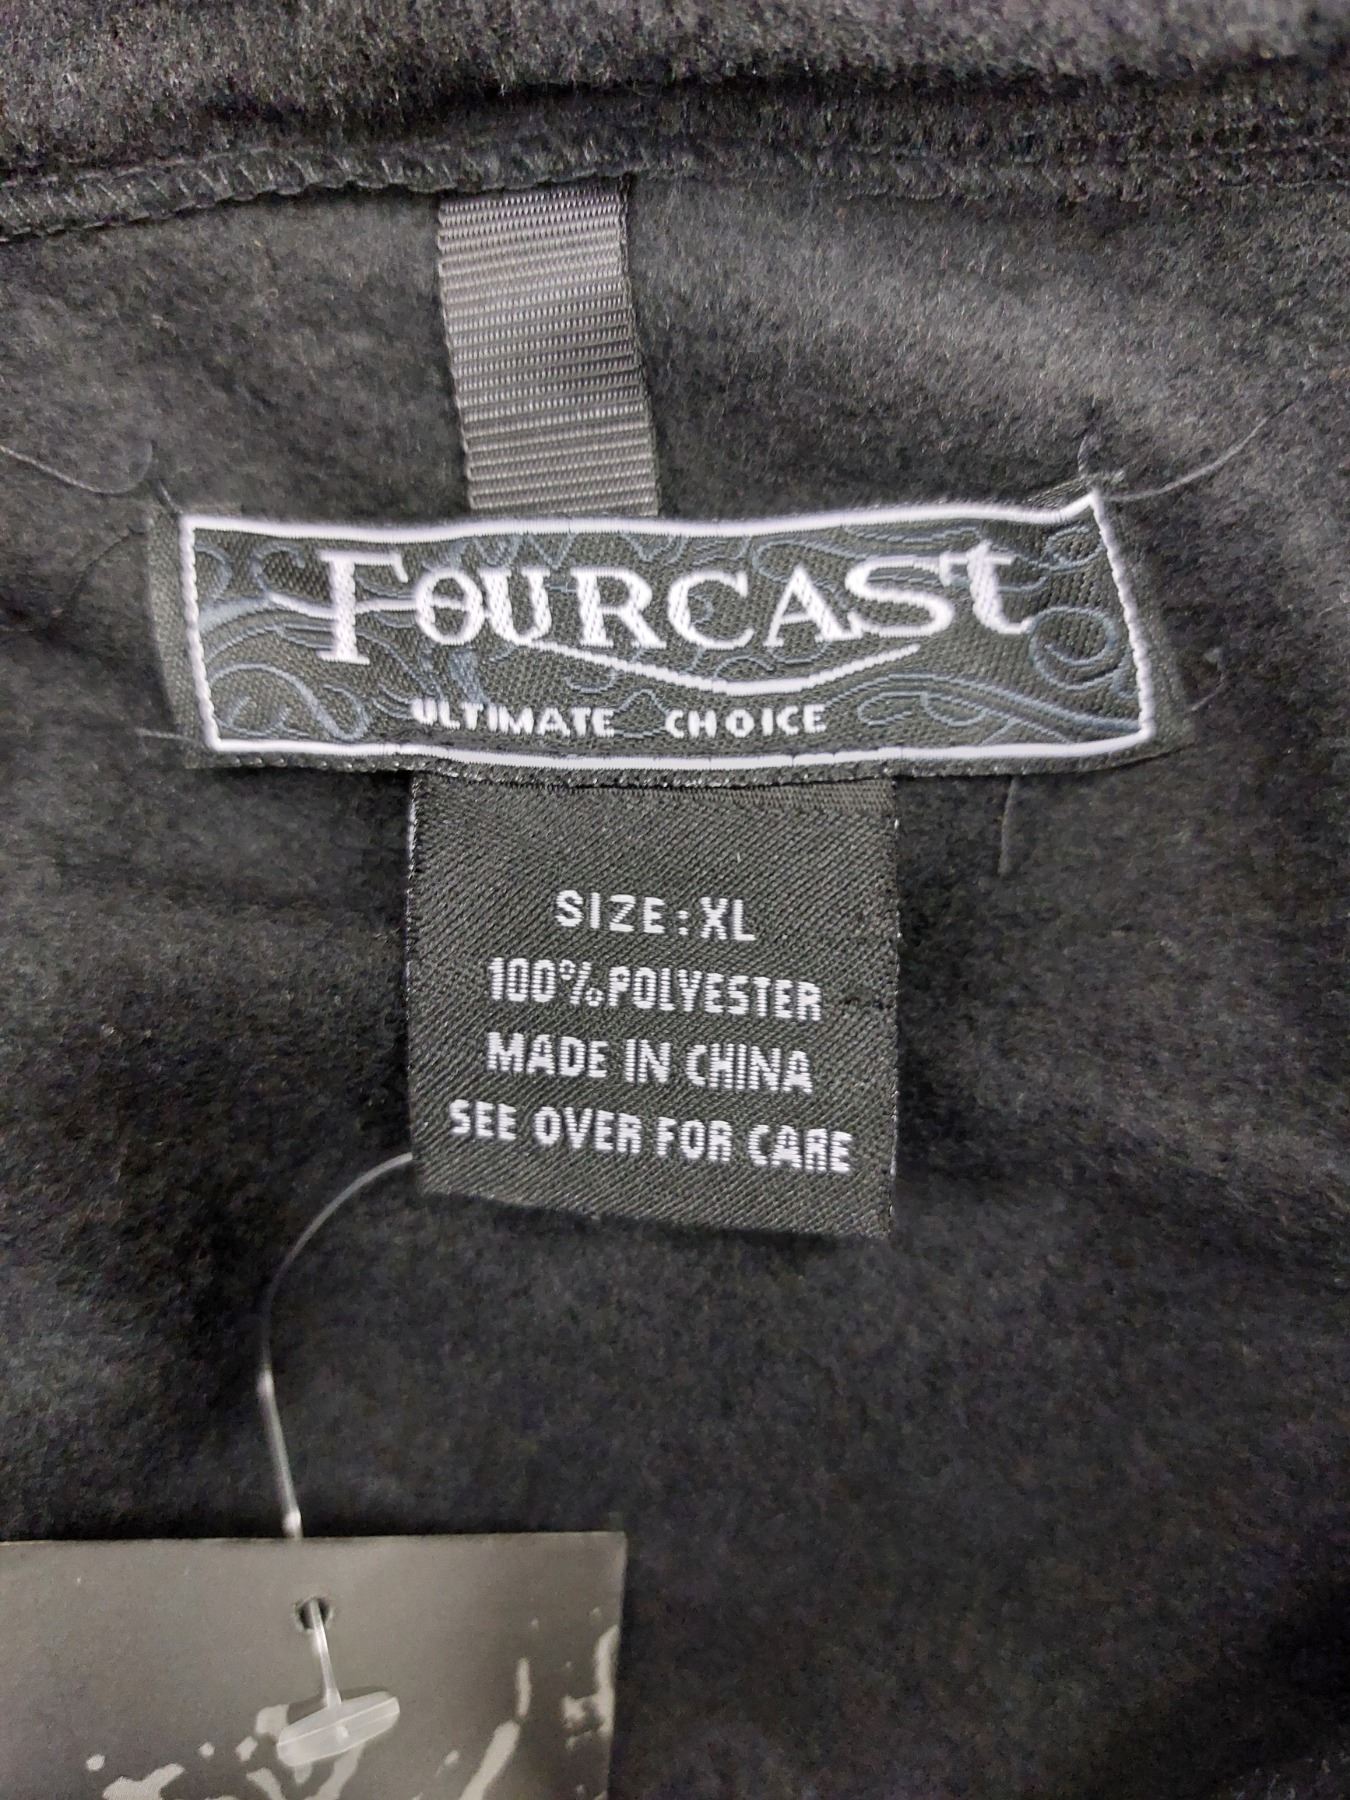 FOURCAST
ULTIMATE CHOICE
SIZE:XL
100%POLYESTER
MADE IN CHINA
SEE OVER FOR CARE